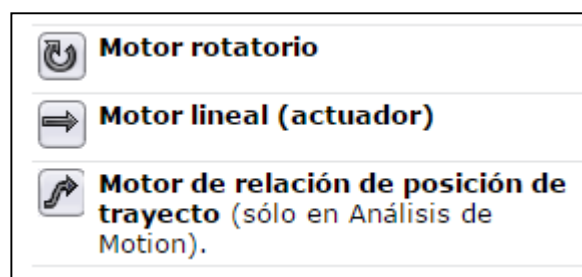 Motor rotatorio
Motor lineal (actuador)
Motor de relación de posición de
trayecto (sólo en Análisis de
Motion).